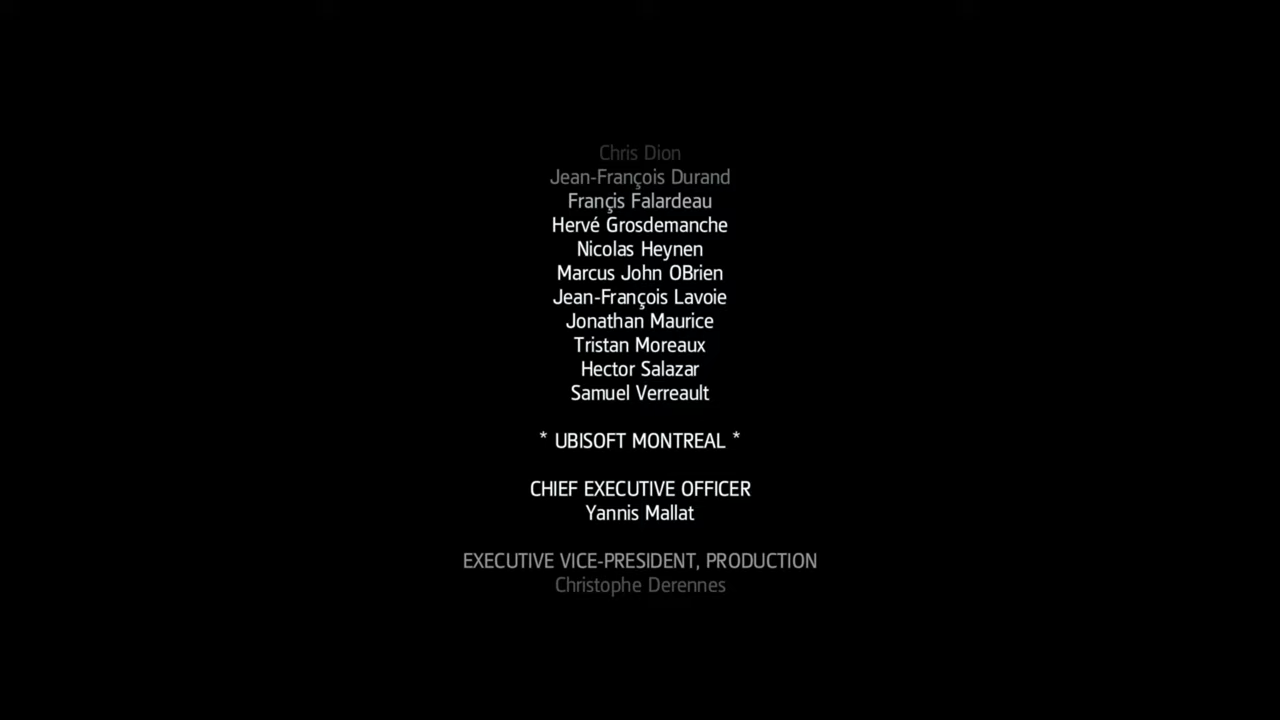 Chris Dion
Jean-François Durand
Françis Falardeau
Hervé Grosdemanche
Nicolas Heynen
Marcus John OBrien
Jean-François Lavoie
Jonathan Maurice
Tristan Moreaux
Hector Salazar
Samuel Verreault
* UBISOFT MONTREAL *
CHIEF EXECUTIVE OFFICER
Yannis Mallat
EXECUTIVE VICE-PRESIDENT, PRODUCTION
Christophe Derennes